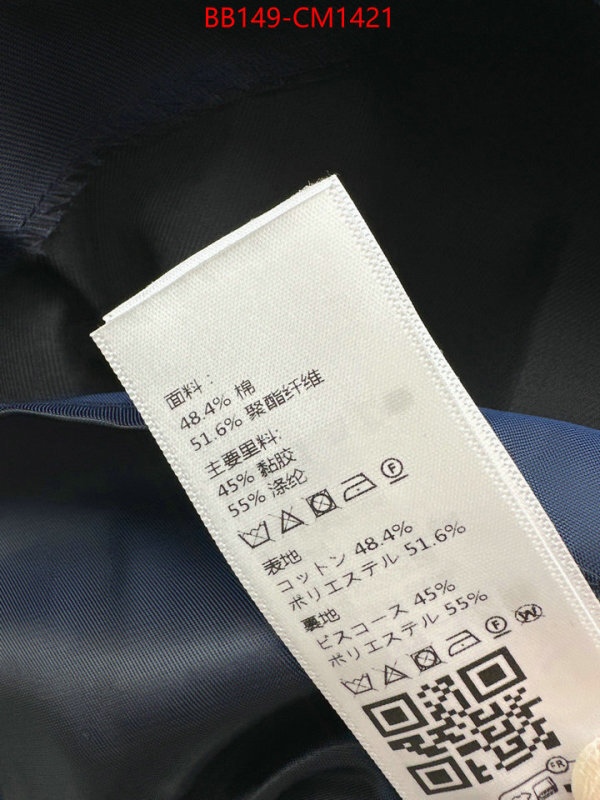 BB149-CM1421
面料：
48.4% 棉
51.6% 聚酯纤维
主要里料:
45% 黏胶
55% 涤纶
F
表地
コットン 48.4%
ポリエステル 51.6%
裏地
ビスコース 45%
ポリエステル 55%
F W
FR